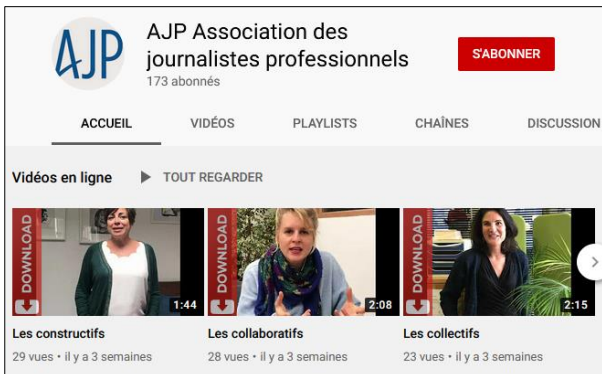 AJP
AJP Association des
journalistes professionnels
173 abonnés
S'ABONNER
ACCUEIL VIDÉOS PLAYLISTS CHAÎNES DISCUSSION
Vidéos en ligne TOUT REGARDER
DOWNLOAD DOWNLOAD DOWNLOAD
1:44 2:08 2:15
Les constructifs Les collaboratifs Les collectifs
29 vues • il y a 3 semaines 28 vues • il y a 3 semaines 23 vues • il y a 3 semaines